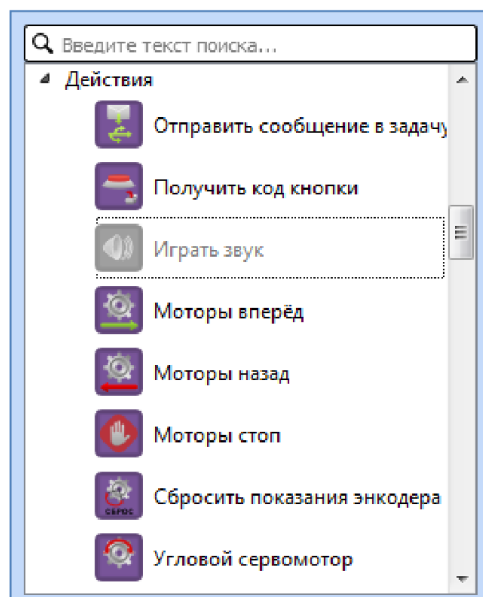 Введите текст поиска...
Действия
Отправить сообщение в задачу
Получить код кнопки
Играть звук
Моторы вперёд
Моторы назад
Моторы стоп
СБРОС
Сбросить показания энкодера
Угловой сервомотор